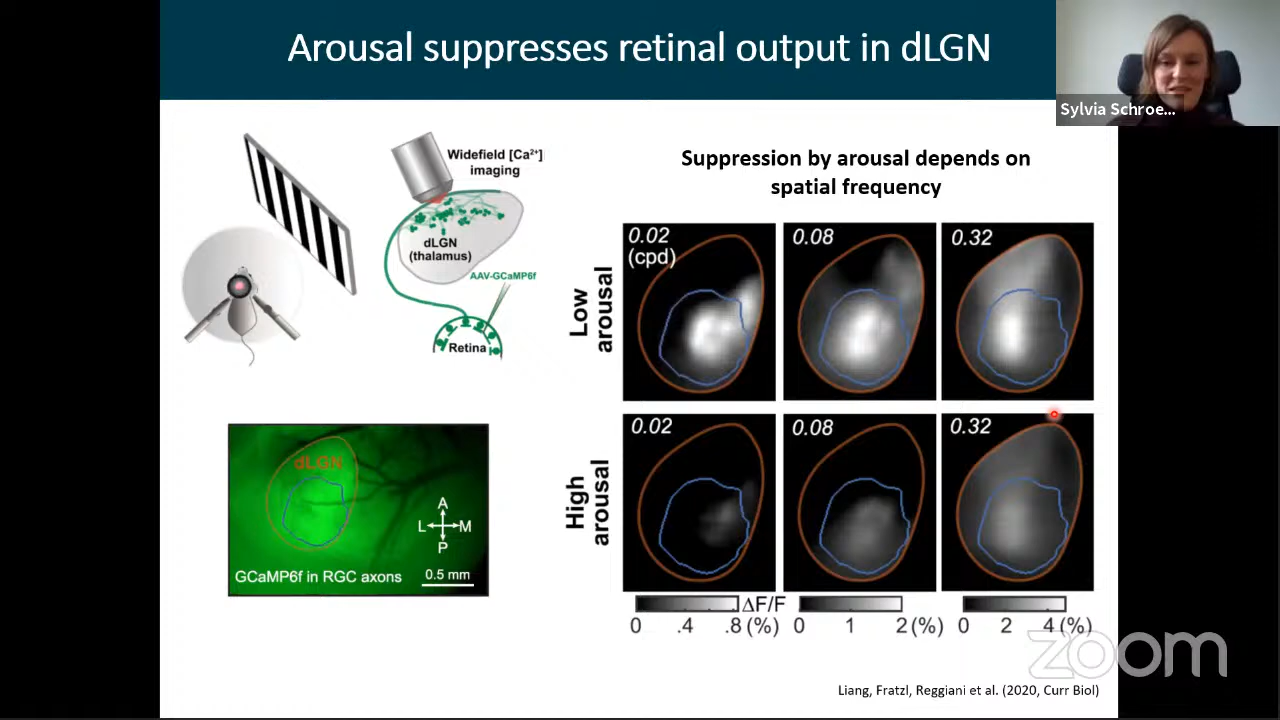 Arousal suppresses retinal output in dLGN
Sylvia Schroe...
Widefield [Ca²⁺]
imaging
dLGN
(thalamus)
AAV-GCaMP6f
Retina
dLGN
A
L M
P
GCaMP6f in RGC axons
0.5 mm
Suppression by arousal depends on
spatial frequency
Low
arousal
0.02
(cpd)
0.08
0.32
High
arousal
0.02
0.08
0.32
ΔF/F
0 .4 .8 (%)
0 1 2 (%)
0 2 4 (%)
zoom
Liang, Fratzl, Reggiani et al. (2020, Curr Biol)